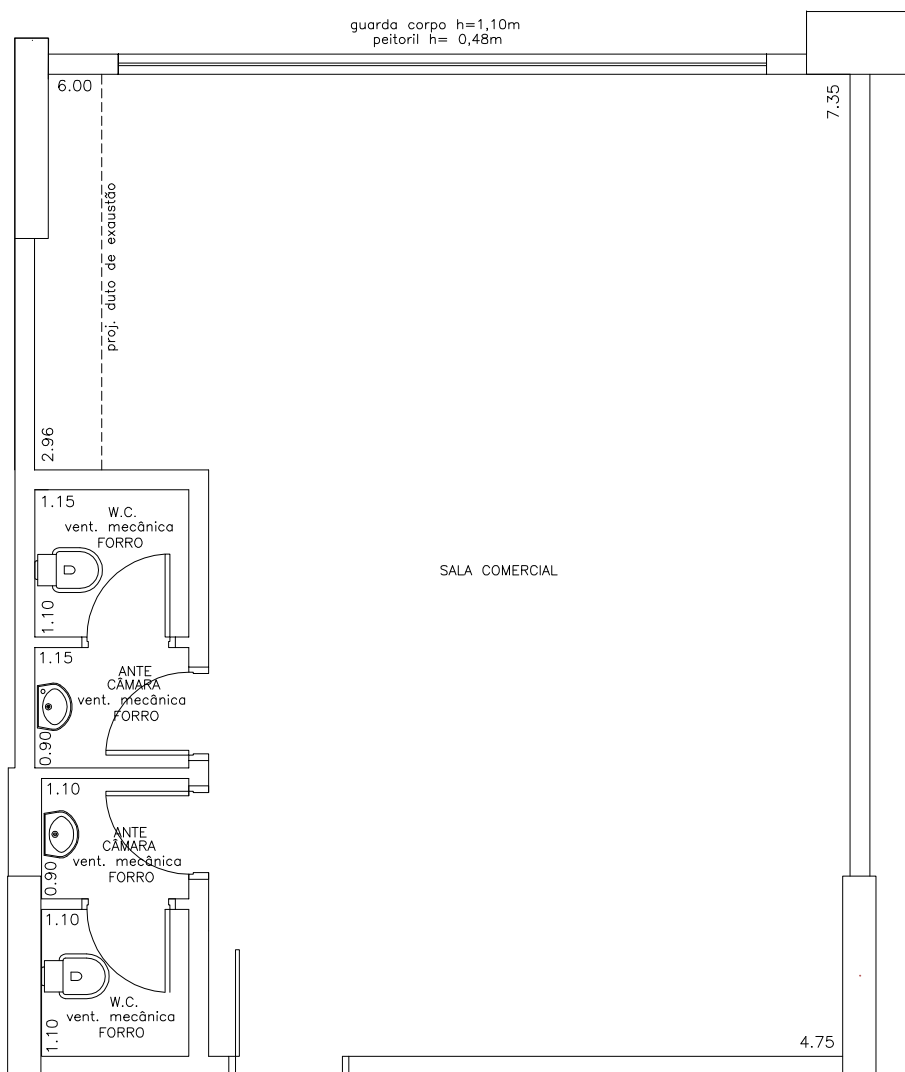 guarda corpo h=1,10m
peitoril h= 0,48m
6.00
7.35
proj. duto de exaustão
2.96
1.15
W.C.
vent. mecânica
FORRO
1.10
SALA COMERCIAL
1.15
ANTE
CÂMARA
vent. mecânica
FORRO
0.90
1.10
ANTE
CÂMARA
vent. mecânica
FORRO
0.90
1.10
W.C.
vent. mecânica
FORRO
1.10
4.75